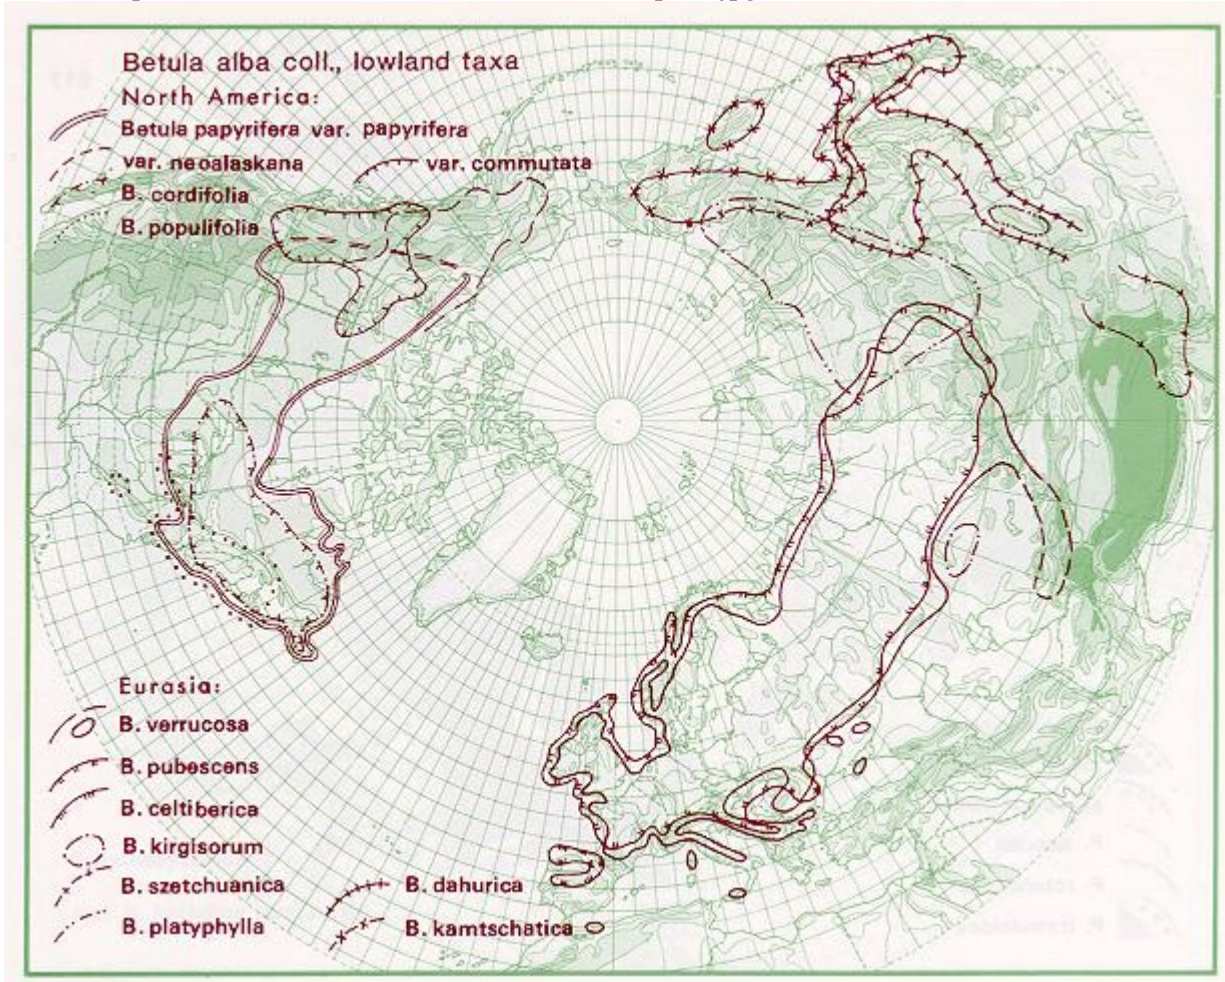 Betula alba coll., lowland taxa
North America:
Betula papyrifera var. papyrifera
var. neoalaskana
var. commutata
B. cordifolia
B. populifolia
Eurasia:
B. verrucosa
B. pubescens
B. celtiberica
B. kirgisorum
B. szetchuanica
B. dahurica
B. platyphylla
B. kamtschatica